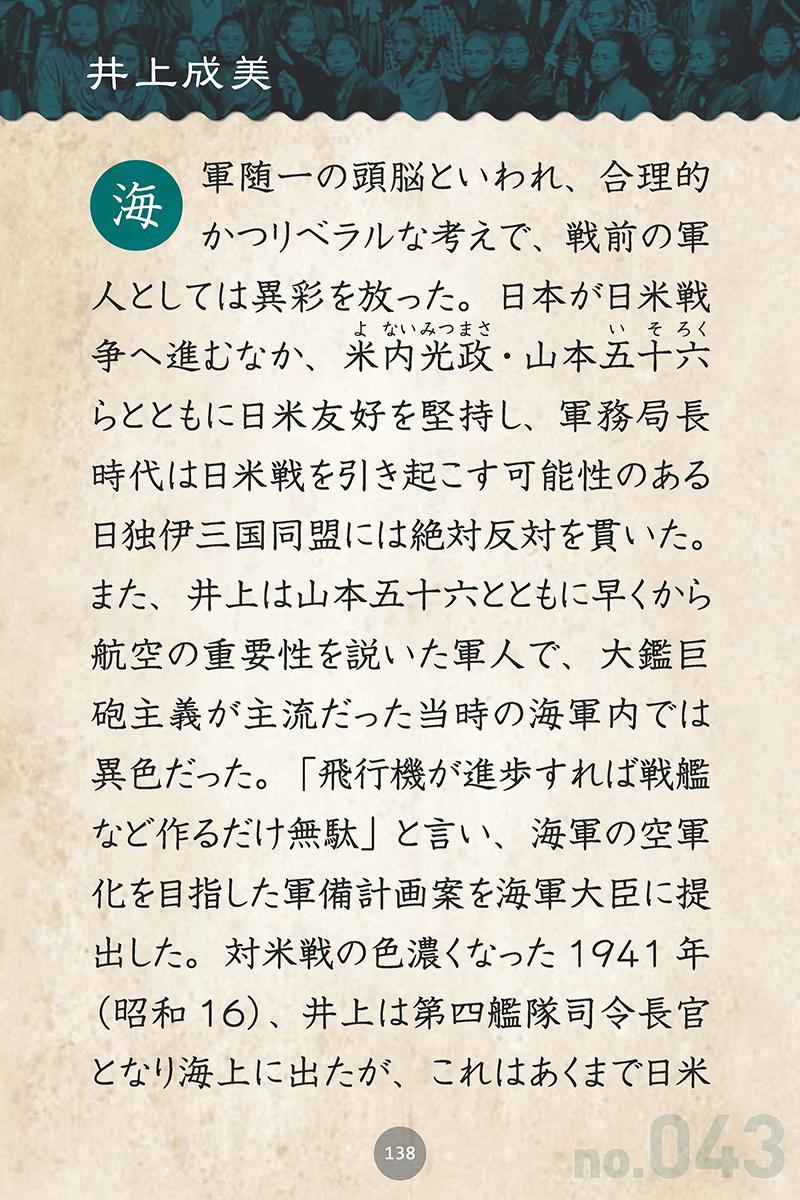 井上成美
海軍随一の頭脳といわれ、合理的
かつリベラルな考えで、戦前の軍
人としては異彩を放った。日本が日米戦
よ ないみつまさ い そ ろく
争へ進むなか、米内光政・山本五十六
らとともに日米友好を堅持し、軍務局長
時代は日米戦を引き起こす可能性のある
日独伊三国同盟には絶対反対を貫いた。
また、井上は山本五十六とともに早くから
航空の重要性を説いた軍人で、大鑑巨
砲主義が主流だった当時の海軍内では
異色だった。「飛行機が進歩すれば戦艦
など作るだけ無駄」と言い、海軍の空軍
化を目指した軍備計画案を海軍大臣に提
出した。対米戦の色濃くなった 1941 年
(昭和 16)、井上は第四艦隊司令長官
となり海上に出たが、これはあくまで日米
138
no.043